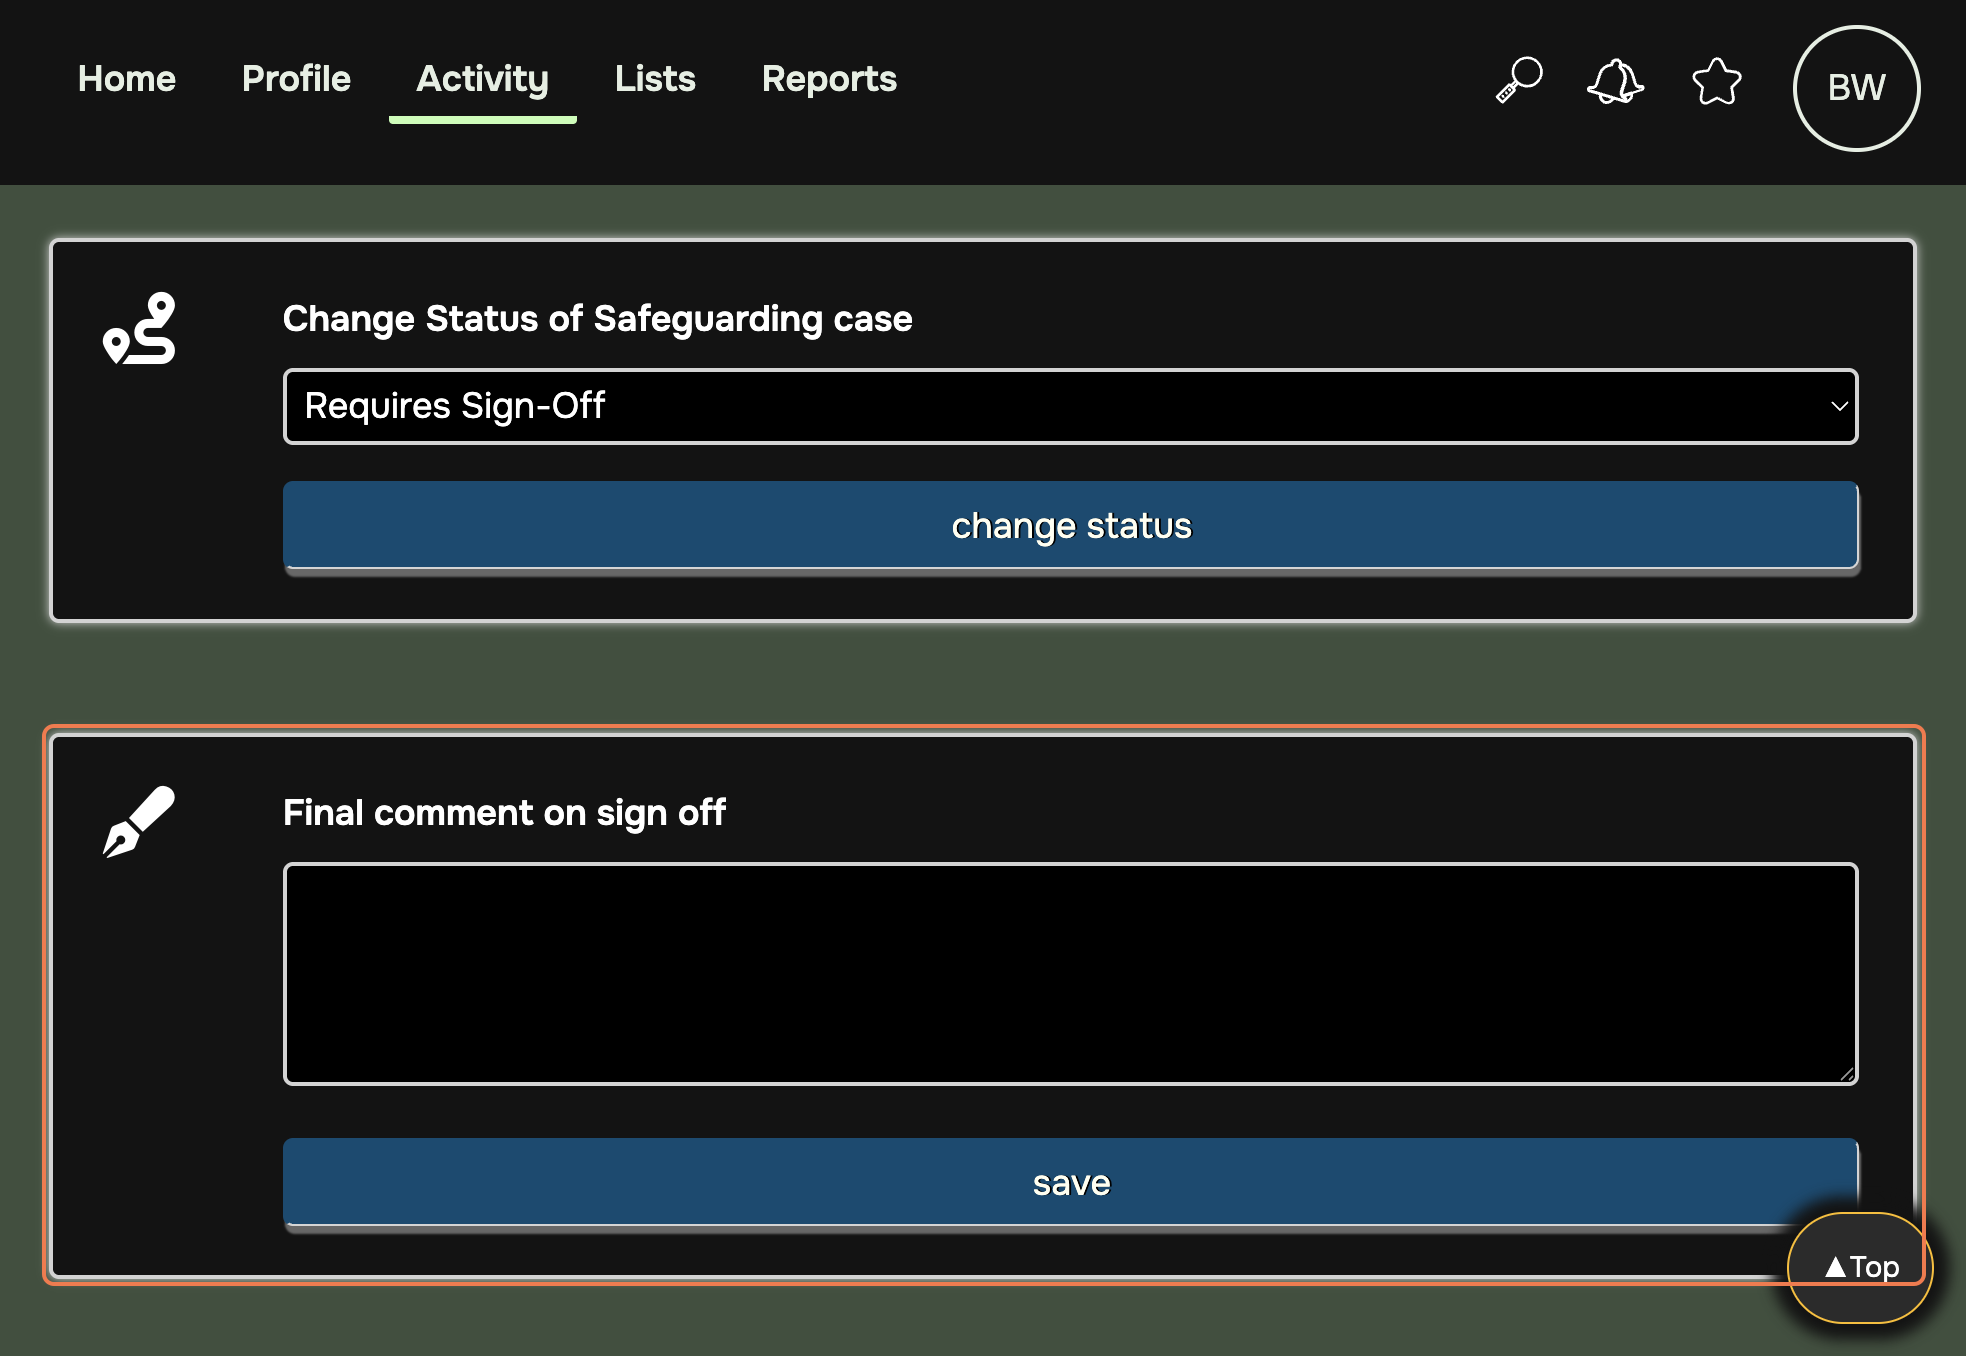 Home Profile Activity Lists Reports BW
Change Status of Safeguarding case
Requires Sign-Off
change status
Final comment on sign off
save
▲Top